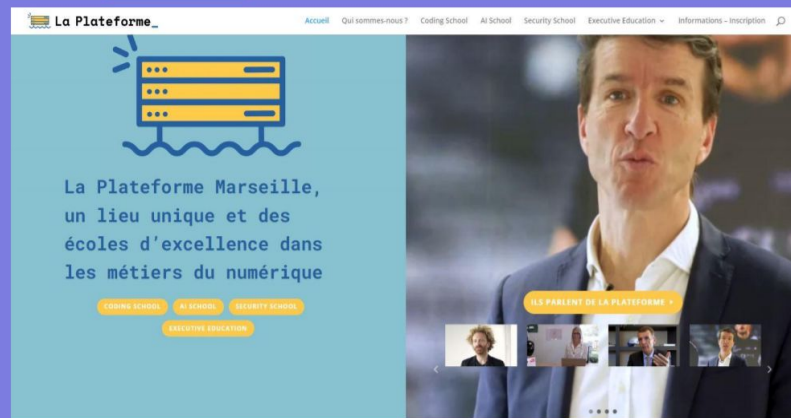 La Plateforme_
Accueil Qui sommes-nous ? Coding School Ai School Security School Executive Education Informations – Inscription
La Plateforme Marseille,
un lieu unique et des
écoles d'excellence dans
les métiers du numérique
CODING SCHOOL AI SCHOOL SECURITY SCHOOL
EXECUTIVE EDUCATION
ILS PARLENT DE LA PLATEFORME +